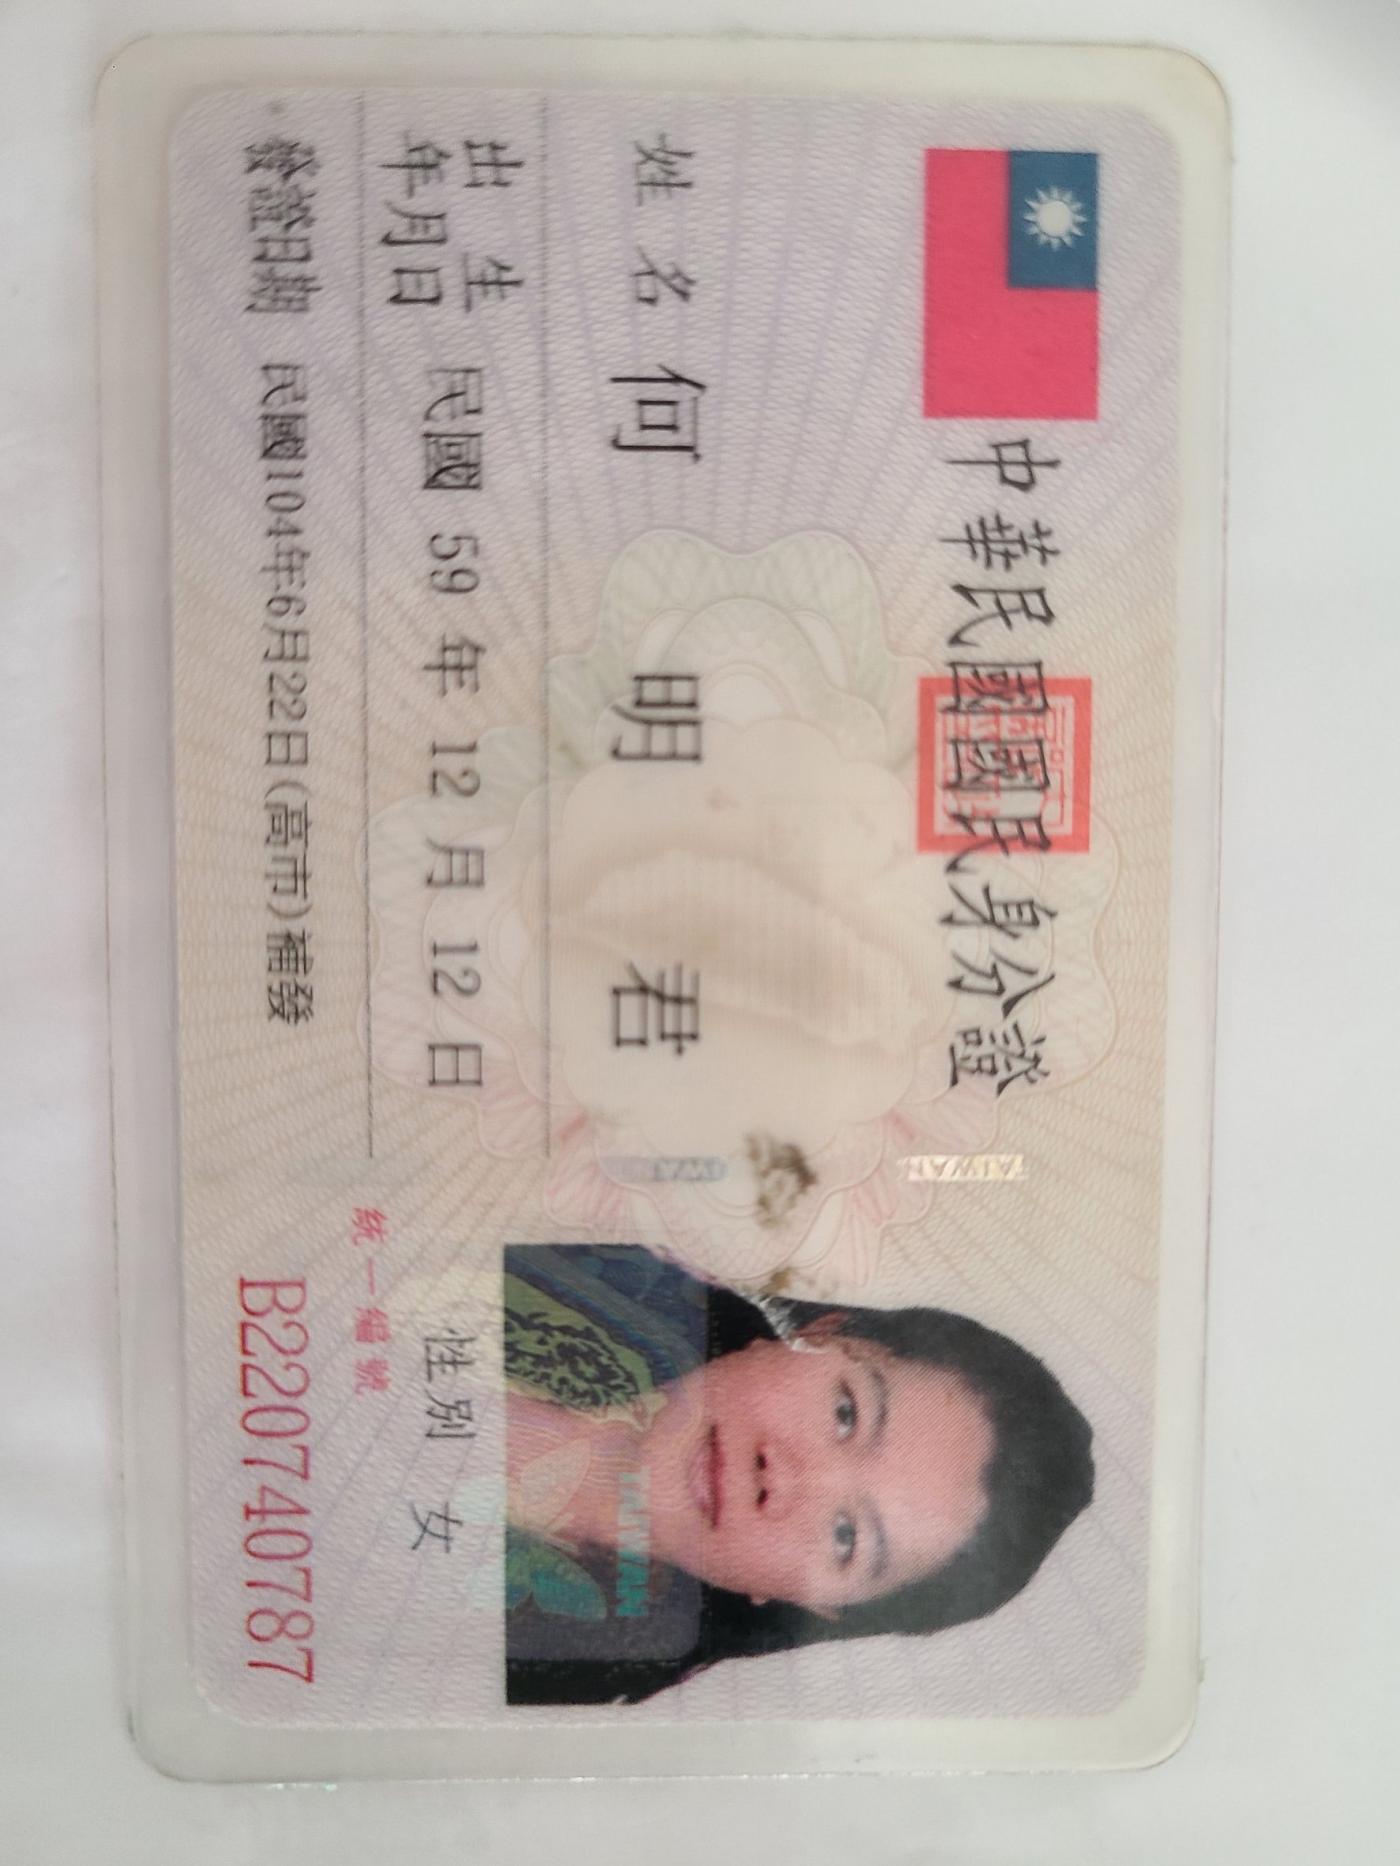 中華民國國民身分證
TAIWAN
姓名 何明君
出生年月日 民國 59 年 12 月 12 日
性別 女
TAIWAN
發證日期 民國104年6月22日(高市)補發
統一編號
B220740787